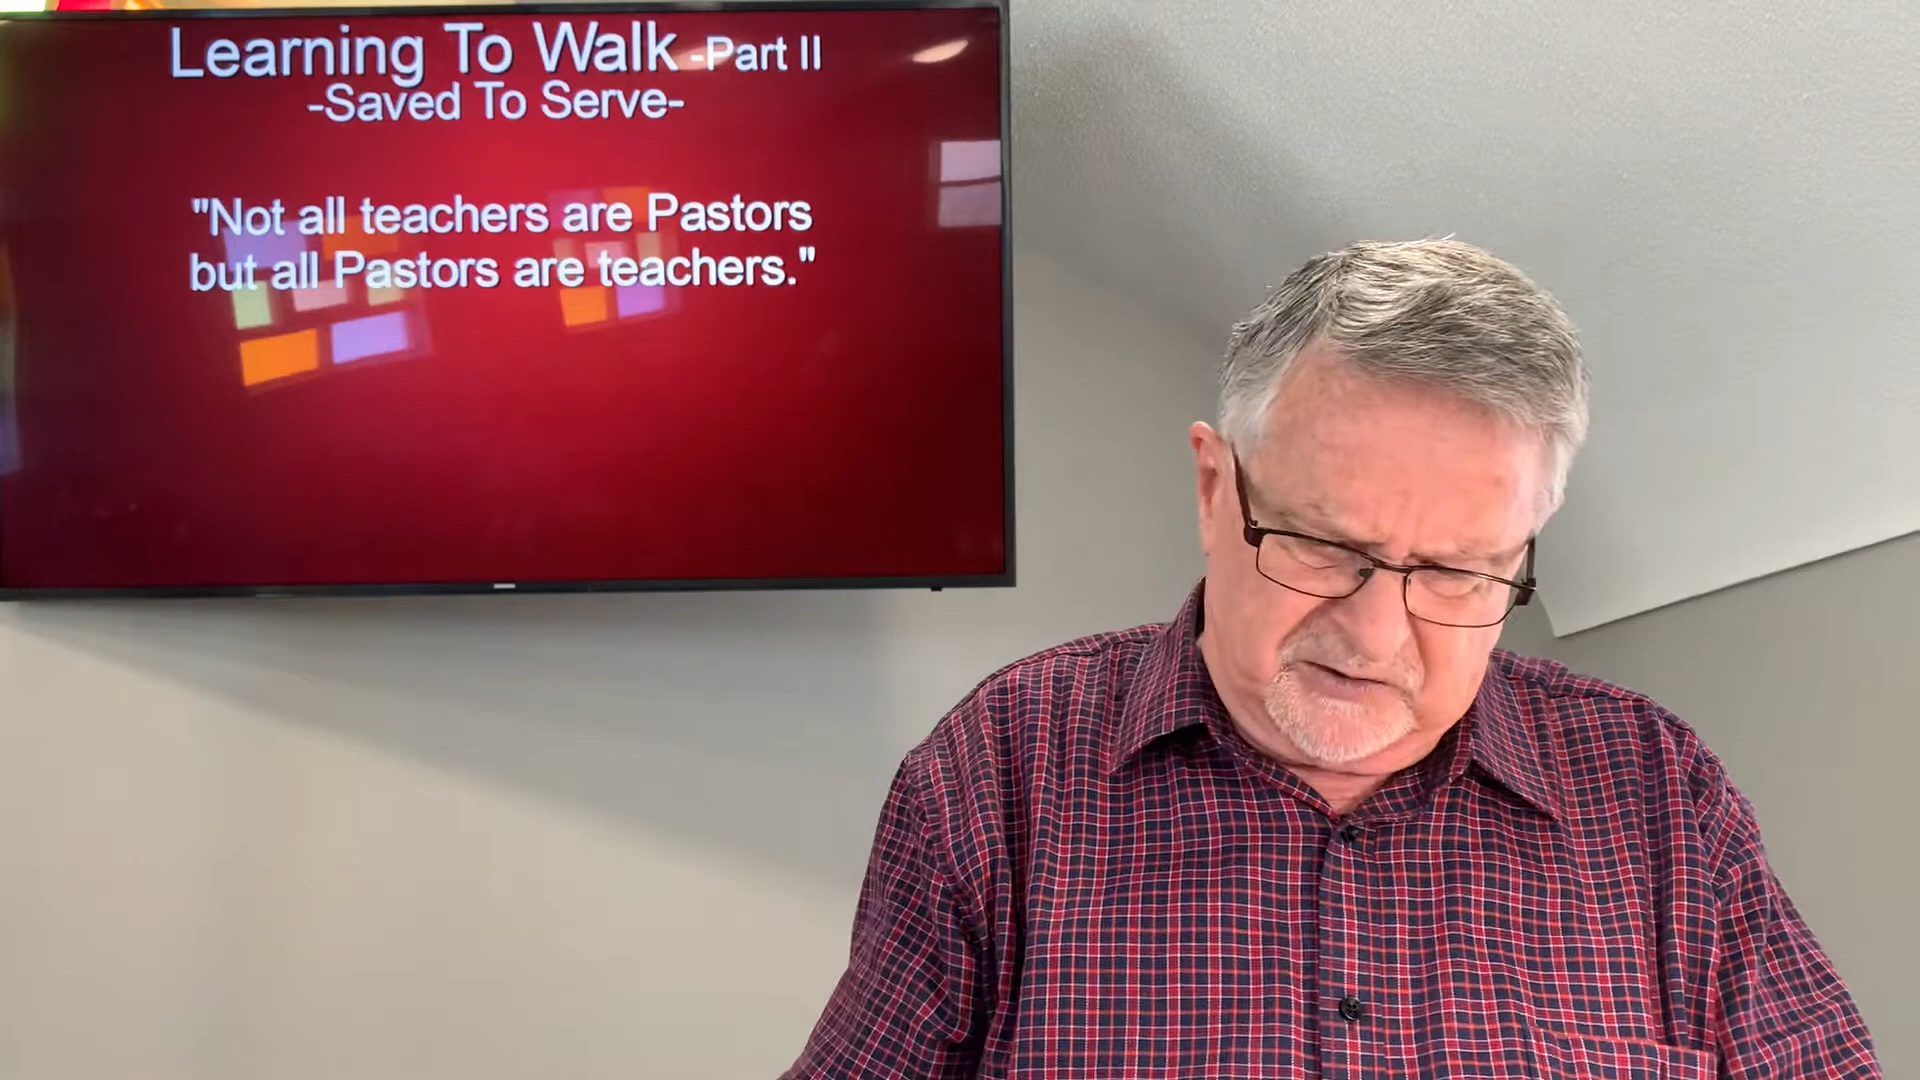 Learning To Walk -Part II
-Saved To Serve-
"Not all teachers are Pastors
but all Pastors are teachers."